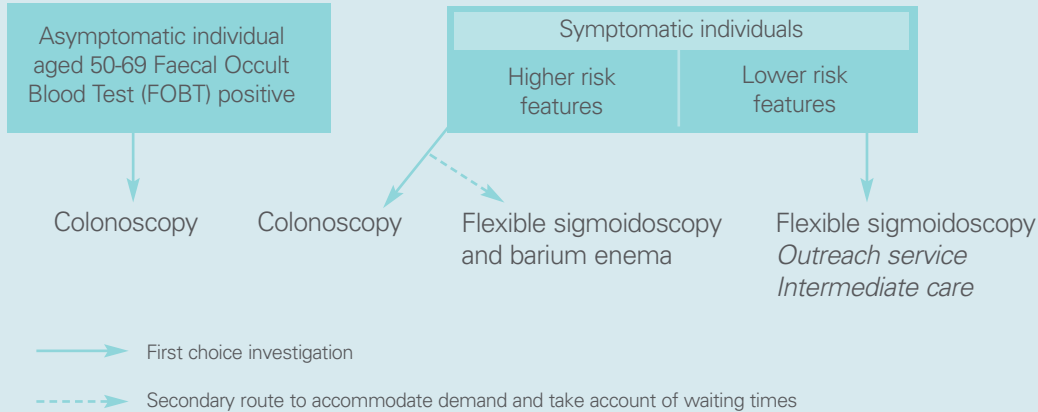 Asymptomatic individual
aged 50-69 Faecal Occult
Blood Test (FOBT) positive
Symptomatic individuals
Higher risk
features
Lower risk
features
Colonoscopy
Colonoscopy
Flexible sigmoidoscopy
and barium enema
Flexible sigmoidoscopy
Outreach service
Intermediate care
First choice investigation
Secondary route to accommodate demand and take account of waiting times